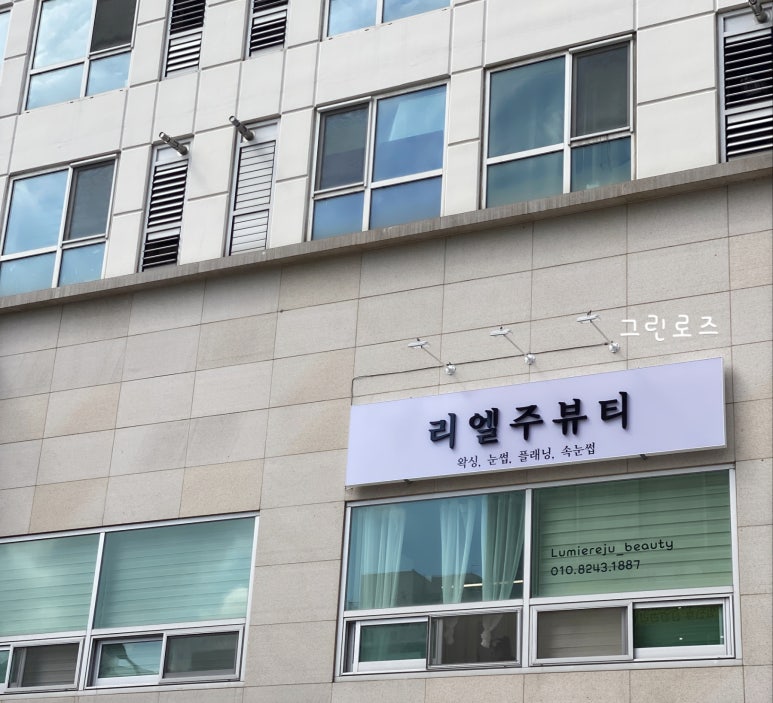 그린로즈
리엘주뷰티
왁싱, 눈썹, 플래닝, 속눈썹
Lumiereju_beauty
010.8243.1887